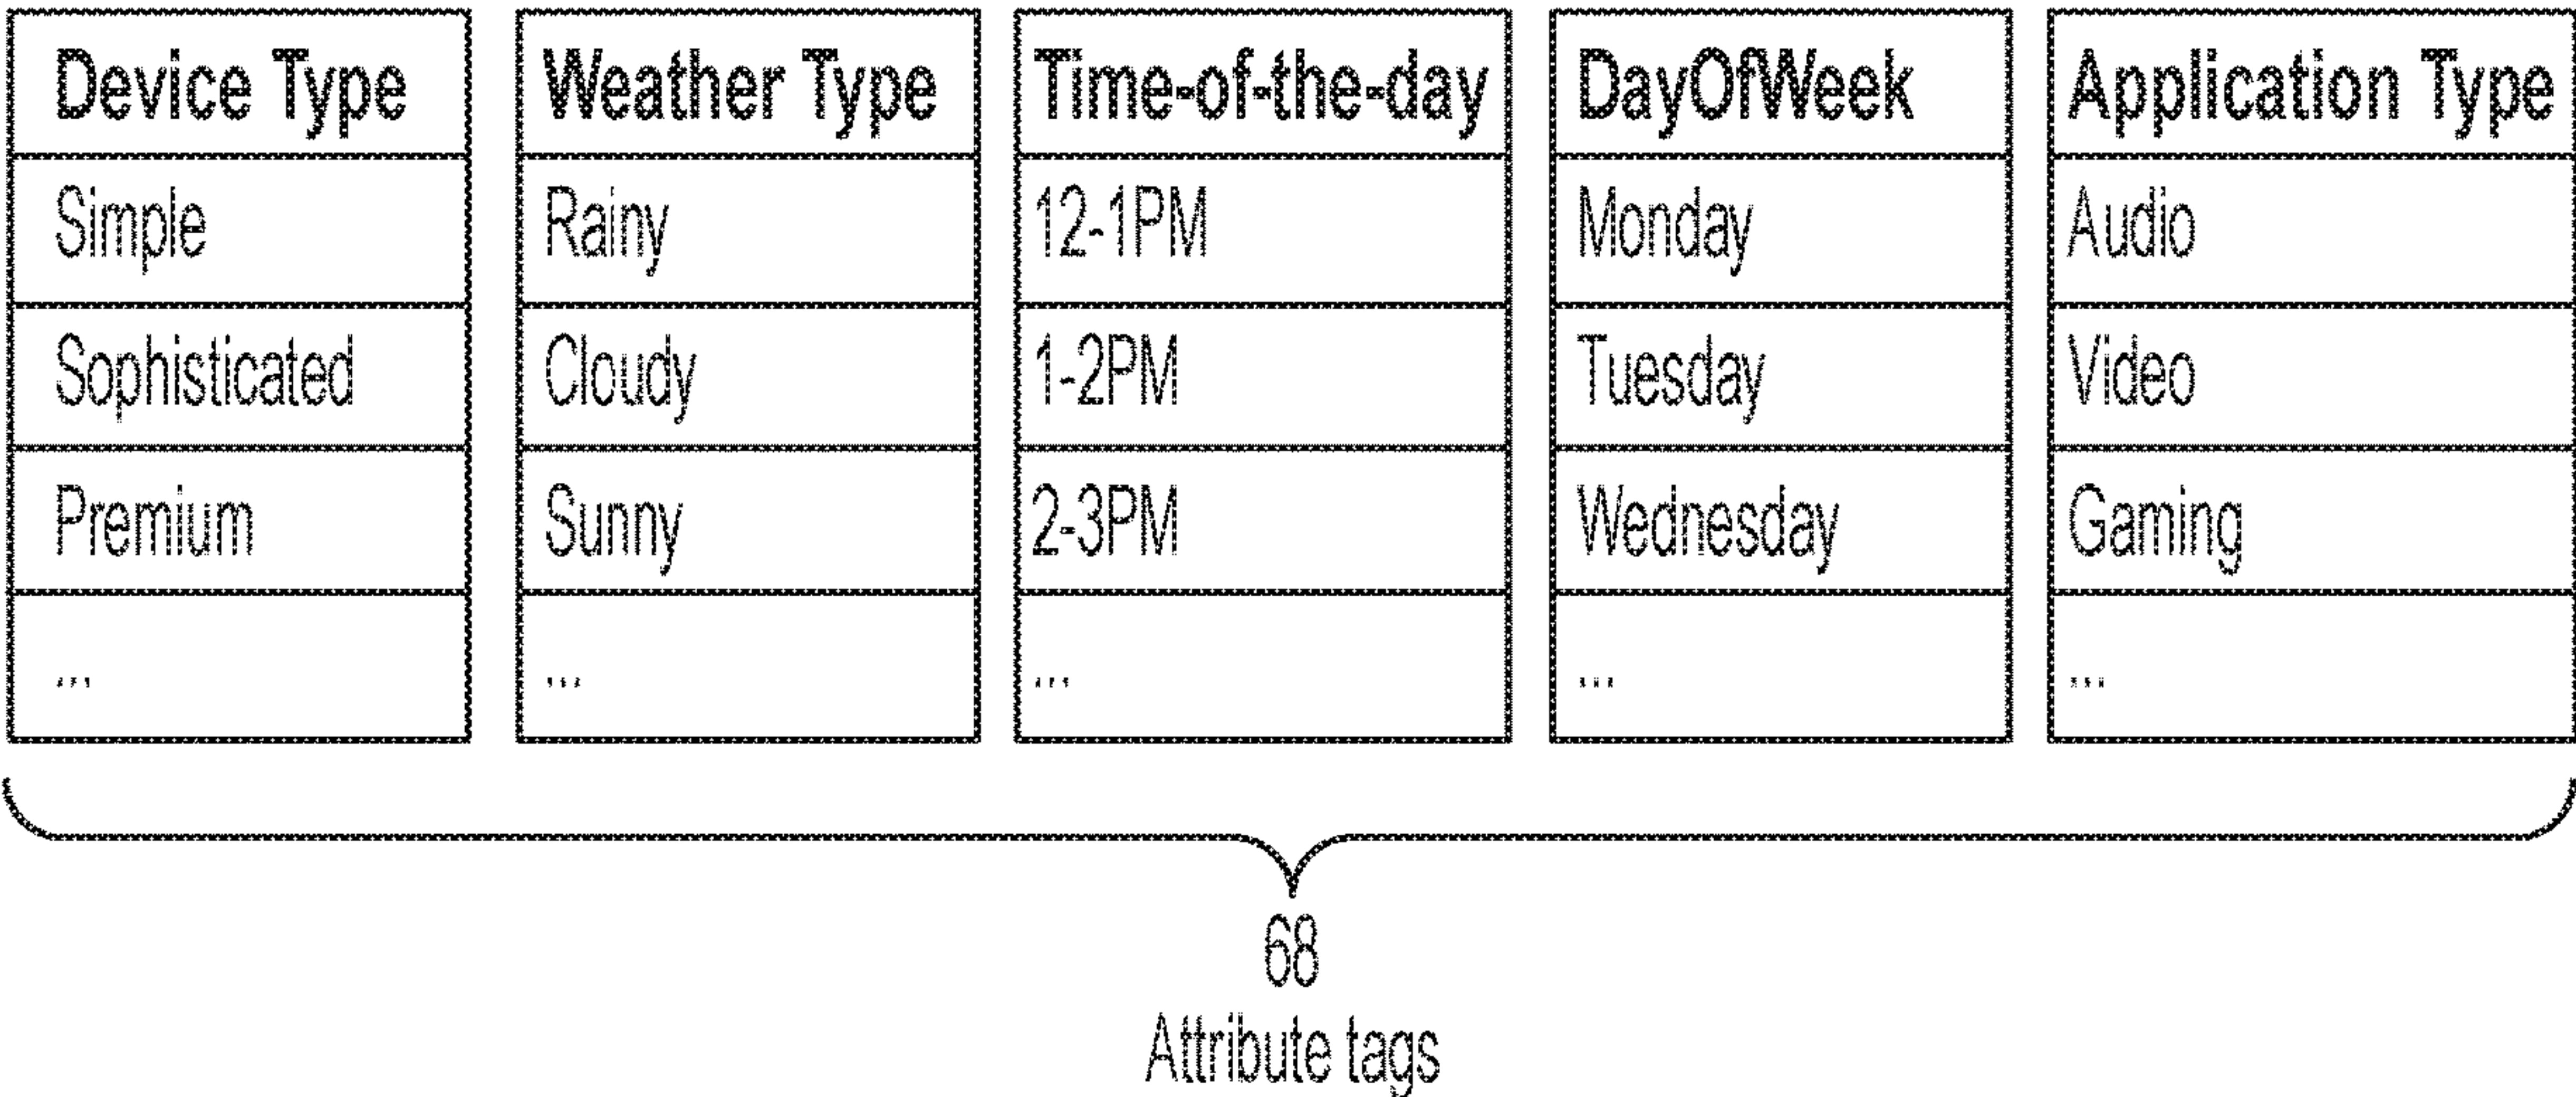 Device Type Weather Type Time-of-the-day DayOfWeek Application Type
Simple Rainy 12-1PM Monday Audio
Sophisticated Cloudy 1-2PM Tuesday Video
Premium Sunny 2-3PM Wednesday Gaming
... ... ... ... ...
68
Attribute tags